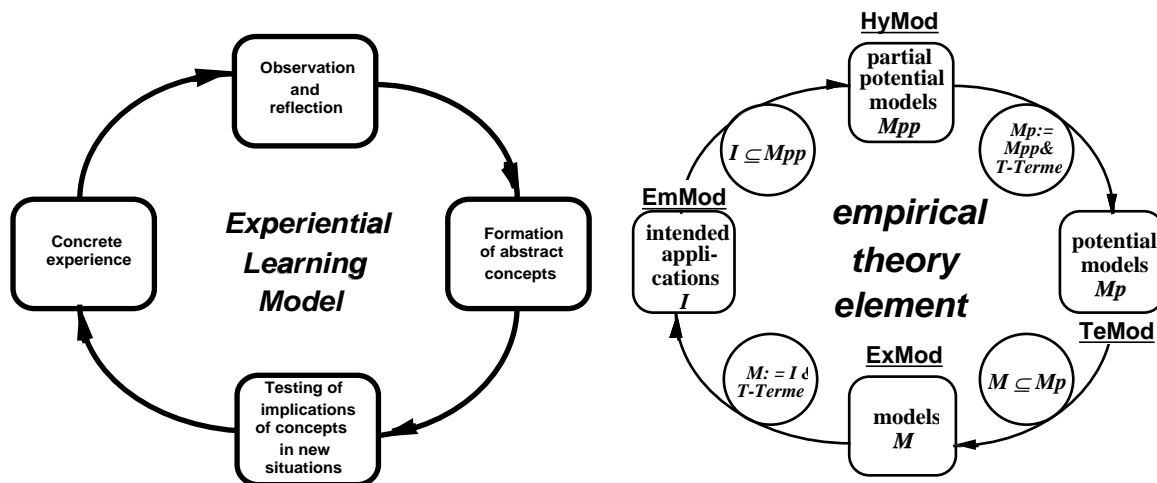 Observation
and
reflection
Concrete
experience
Experiential
Learning
Model
Formation
of abstract
concepts
Testing of
implications
of concepts
in new
situations
HyMod
partial
potential
models
Mpp
I ⊆ Mpp
Mp:=
Mpp&
T-Terme
EmMod
intended
appli-
cations
I
empirical
theory
element
potential
models
Mp
TeMod
ExMod
M: = I &
T-Terme
models
M
M ⊆ Mp